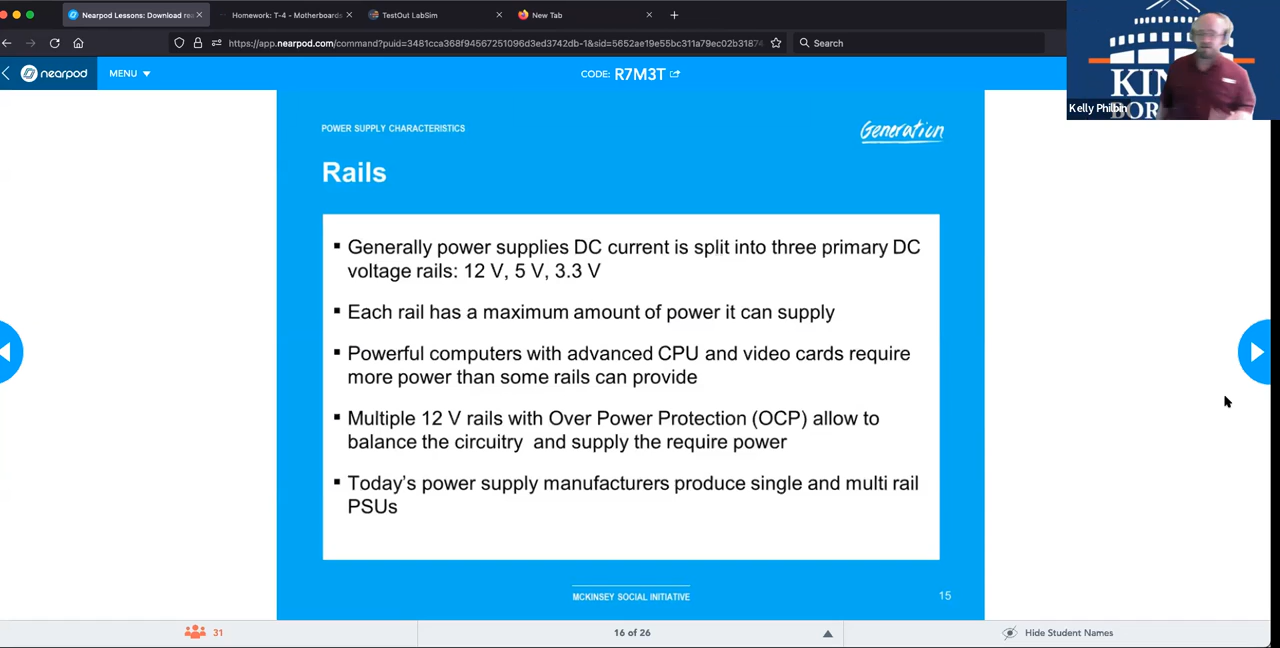 Nearpod Lessons: Download rea
Homework: T-4 - Motherboards
TestOut LabSim
New Tab
https://app.nearpod.com/command?puid=3481cca368f94567251096d3ed3742db-1&sid=5652ae19e55bc311a79ec02b31874
Search
nearpod
MENU
CODE: R7M3T
Kelly Philbin
POWER SUPPLY CHARACTERISTICS
Generation
Rails
▪ Generally power supplies DC current is split into three primary DC
voltage rails: 12 V, 5 V, 3.3 V
▪ Each rail has a maximum amount of power it can supply
▪ Powerful computers with advanced CPU and video cards require
more power than some rails can provide
▪ Multiple 12 V rails with Over Power Protection (OCP) allow to
balance the circuitry and supply the require power
▪ Today's power supply manufacturers produce single and multi rail
PSUs
MCKINSEY SOCIAL INITIATIVE
15
31
16 of 26
Hide Student Names